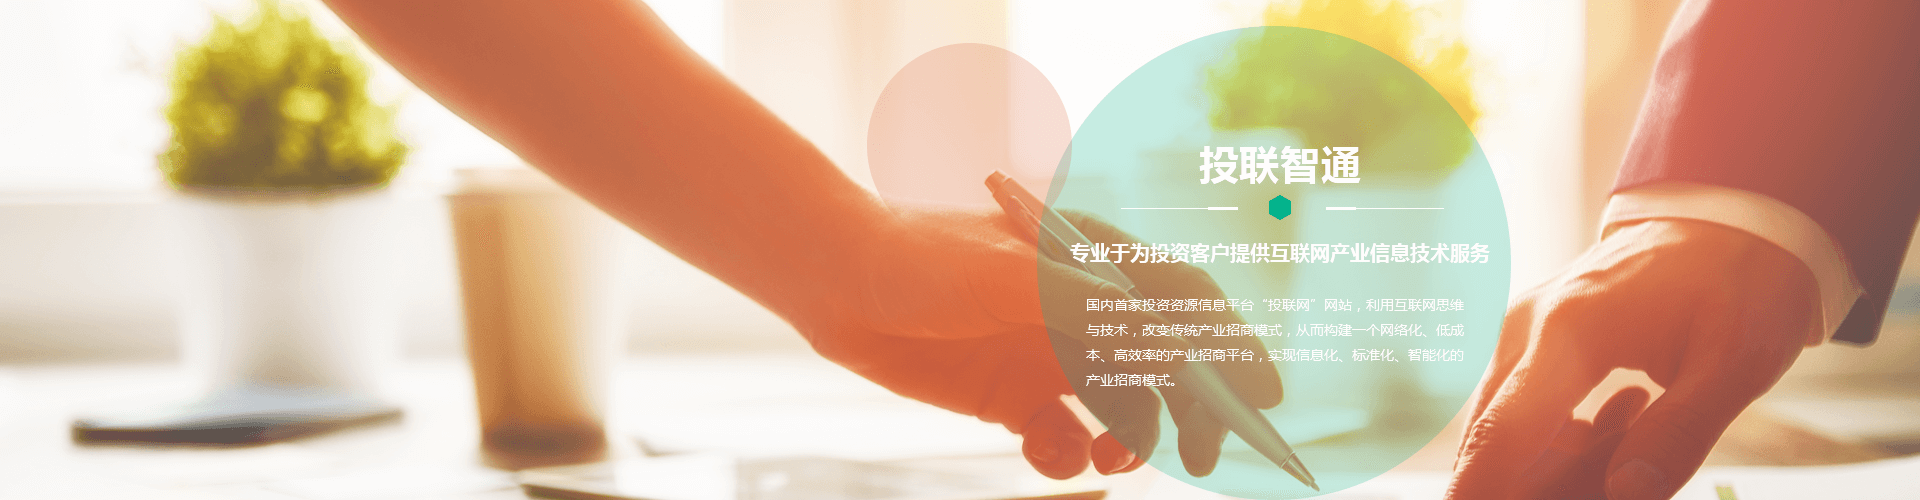 投联智通
专业于为投资客户提供互联网产业信息技术服务
国内首家投资资源信息平台“投联网”网站，利用互联网思维
与技术，改变传统产业招商模式，从而构建一个网络化、低成
本、高效率的产业招商平台，实现信息化、标准化、智能化的
产业招商模式。